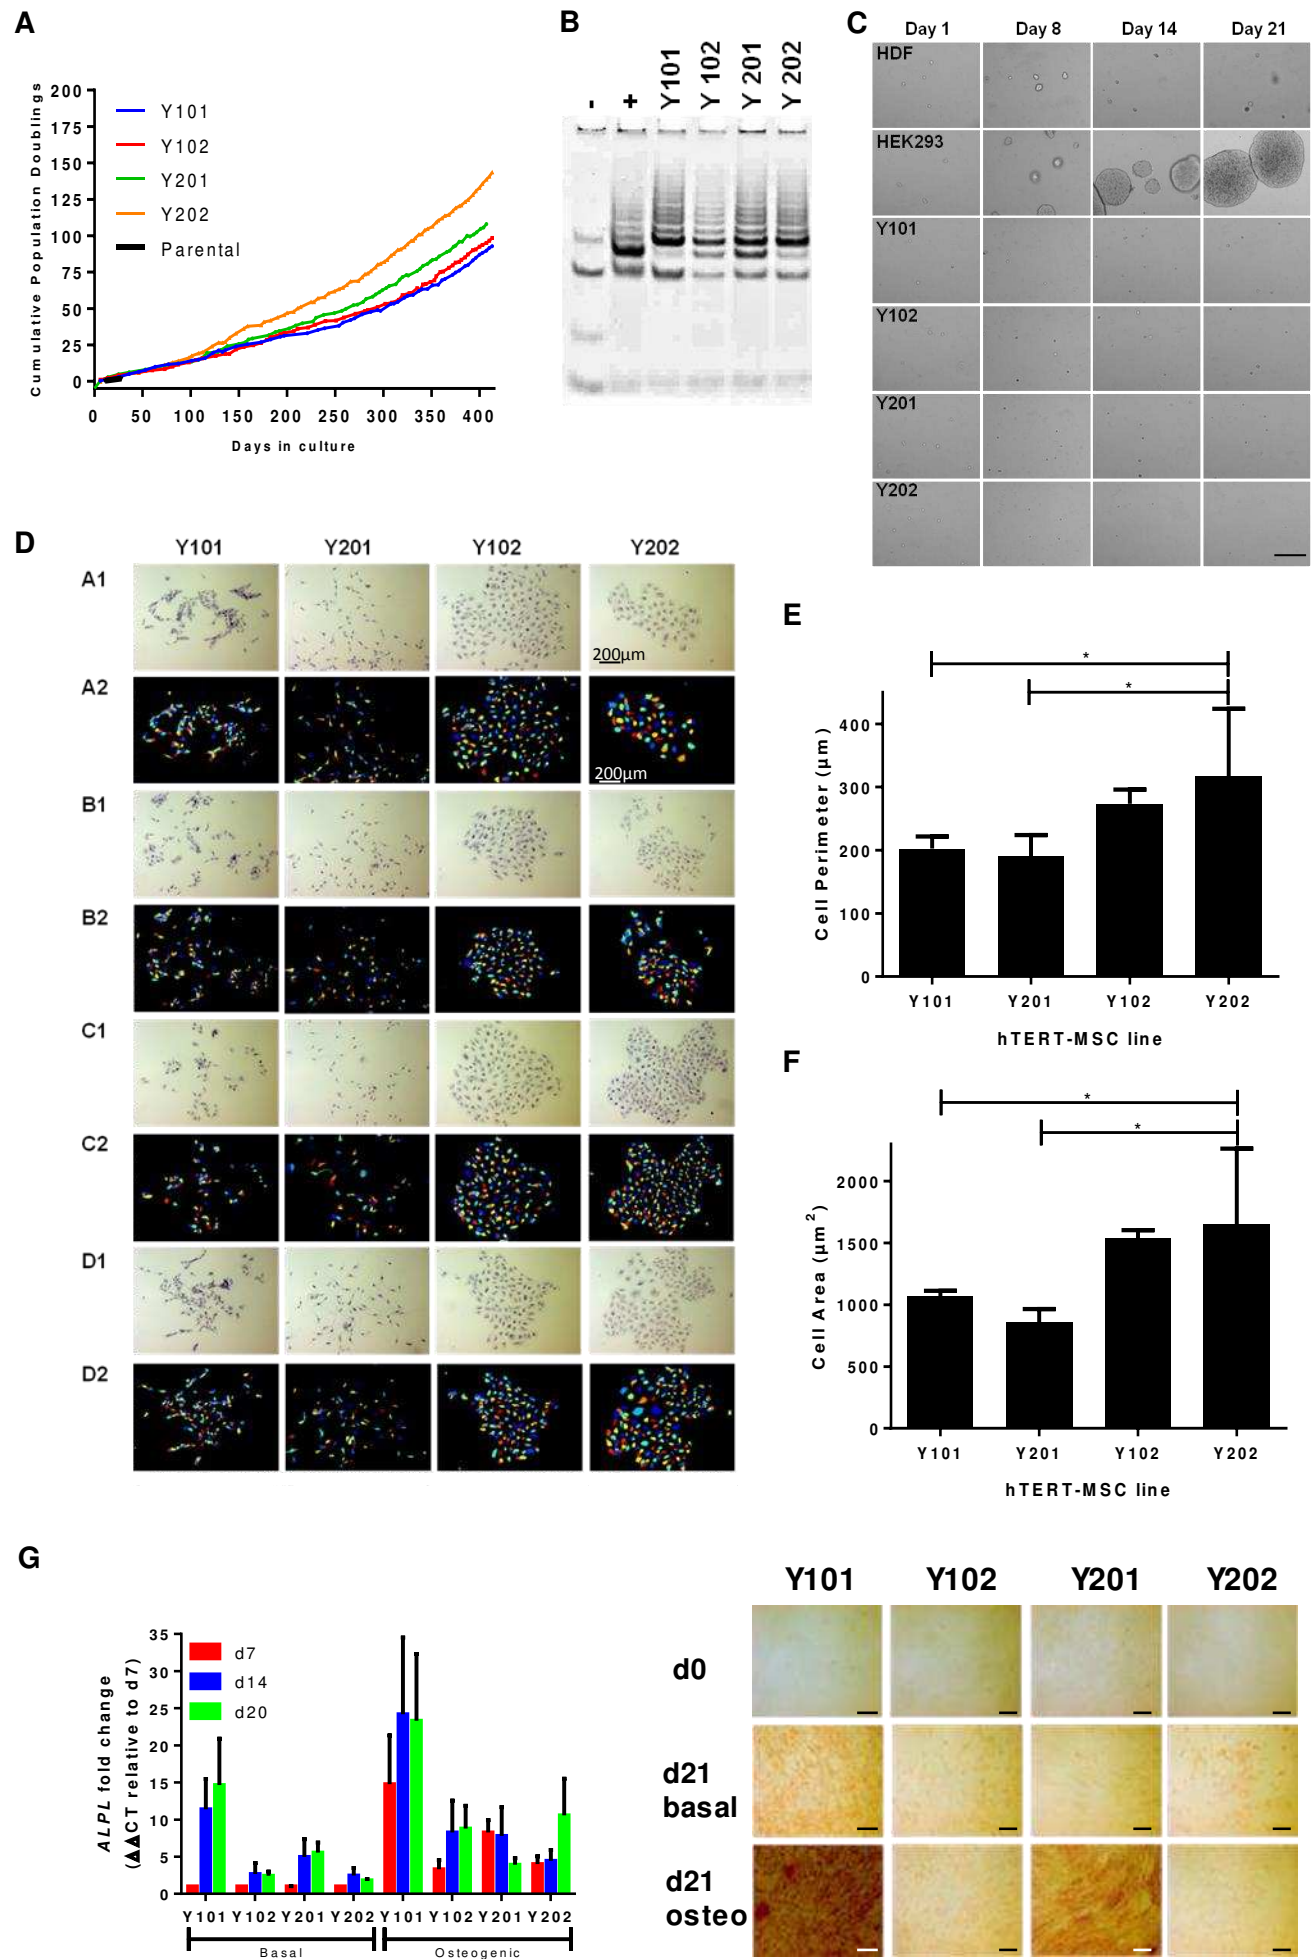 A
200
175
150
125
100
75
50
25
0
Cumulative Population Doublings
Y101
Y102
Y201
Y202
Parental
0 50 100 150 200 250 300 350 400
Days in culture
B
- + Y101 Y 102 Y 201 Y 202
C
Day 1 Day 8 Day 14 Day 21
HDF
HEK293
Y101
Y102
Y201
Y202
D
Y101 Y201 Y102 Y202
A1
200μm
A2
200μm
B1
B2
C1
C2
D1
D2
E
* 
*
400
300
200
100
0
Cell Perimeter (μm)
Y101 Y201 Y102 Y202
hTERT-MSC line
F
*
*
2000
1500
1000
500
0
Cell Area (μm²)
Y101 Y201 Y102 Y202
hTERT-MSC line
G
35
30
25
20
15
10
5
0
ALPL fold change
(ΔΔCT relative to d7)
d7
d14
d20
Y101 Y102 Y201 Y202 Y101 Y102 Y201 Y202
Basal Osteogenic
Y101 Y102 Y201 Y202
d0
d21
basal
d21
osteo